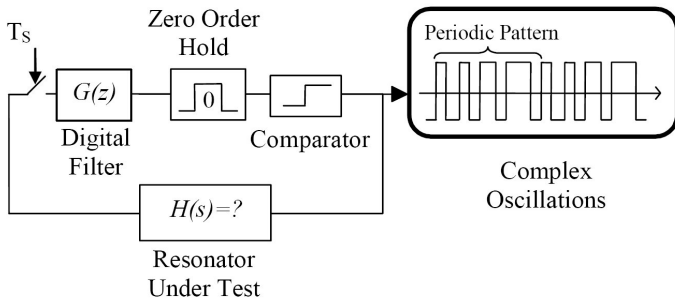 Zero Order
Hold
Periodic Pattern
T_S
G(z)
0
Digital
Filter
Comparator
Complex
Oscillations
H(s)=?
Resonator
Under Test